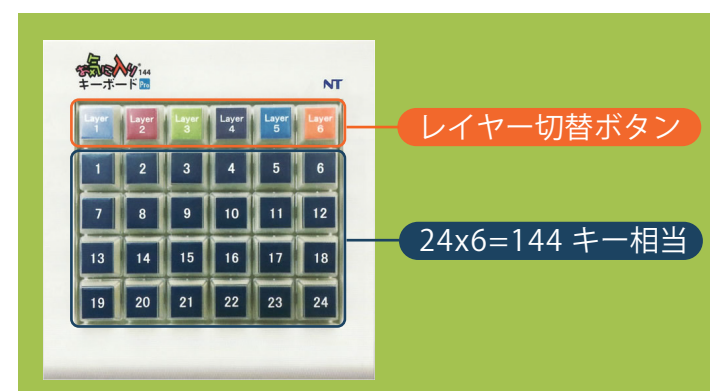 お気に入り144
キーボード Pro
NT
Layer 1 Layer 2 Layer 3 Layer 4 Layer 5 Layer 6
レイヤー切替ボタン
1 2 3 4 5 6
7 8 9 10 11 12
24x6=144 キー相当
13 14 15 16 17 18
19 20 21 22 23 24